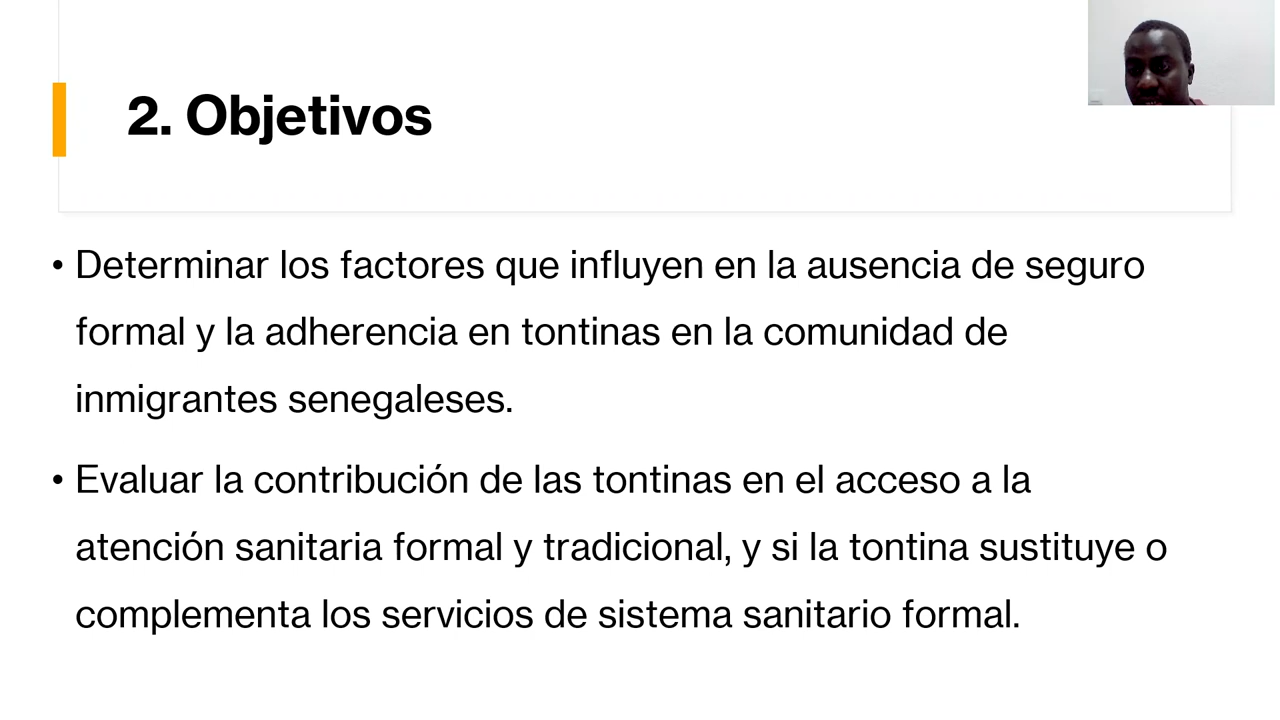 2. Objetivos
• Determinar los factores que influyen en la ausencia de seguro
formal y la adherencia en tontinas en la comunidad de
inmigrantes senegaleses.
• Evaluar la contribución de las tontinas en el acceso a la
atención sanitaria formal y tradicional, y si la tontina sustituye o
complementa los servicios de sistema sanitario formal.